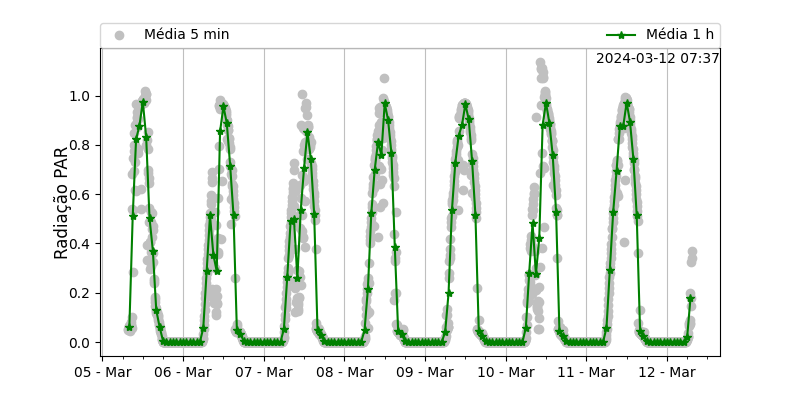 Média 5 min
Média 1 h
2024-03-12 07:37
Radiação PAR
1.0
0.8
0.6
0.4
0.2
0.0
05 - Mar
06 - Mar
07 - Mar
08 - Mar
09 - Mar
10 - Mar
11 - Mar
12 - Mar